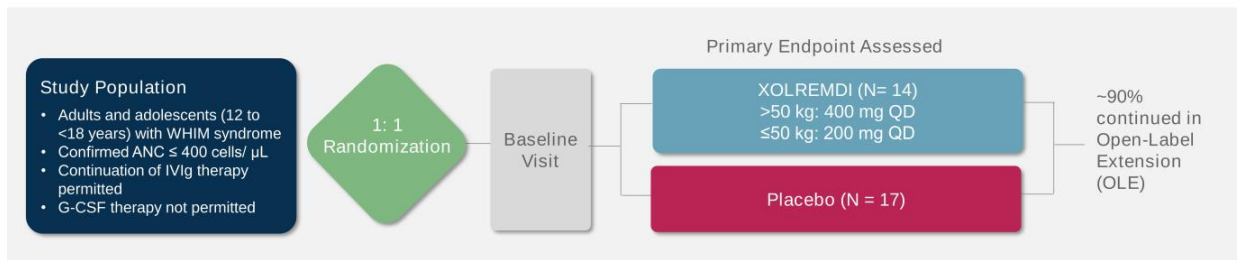 Primary Endpoint Assessed
Study Population
• Adults and adolescents (12 to
<18 years) with WHIM syndrome
• Confirmed ANC ≤ 400 cells/ μL
• Continuation of IVIg therapy
permitted
• G-CSF therapy not permitted
1: 1
Randomization
Baseline
Visit
XOLREMDI (N= 14)
>50 kg: 400 mg QD
≤50 kg: 200 mg QD
Placebo (N = 17)
~90%
continued in
Open-Label
Extension
(OLE)